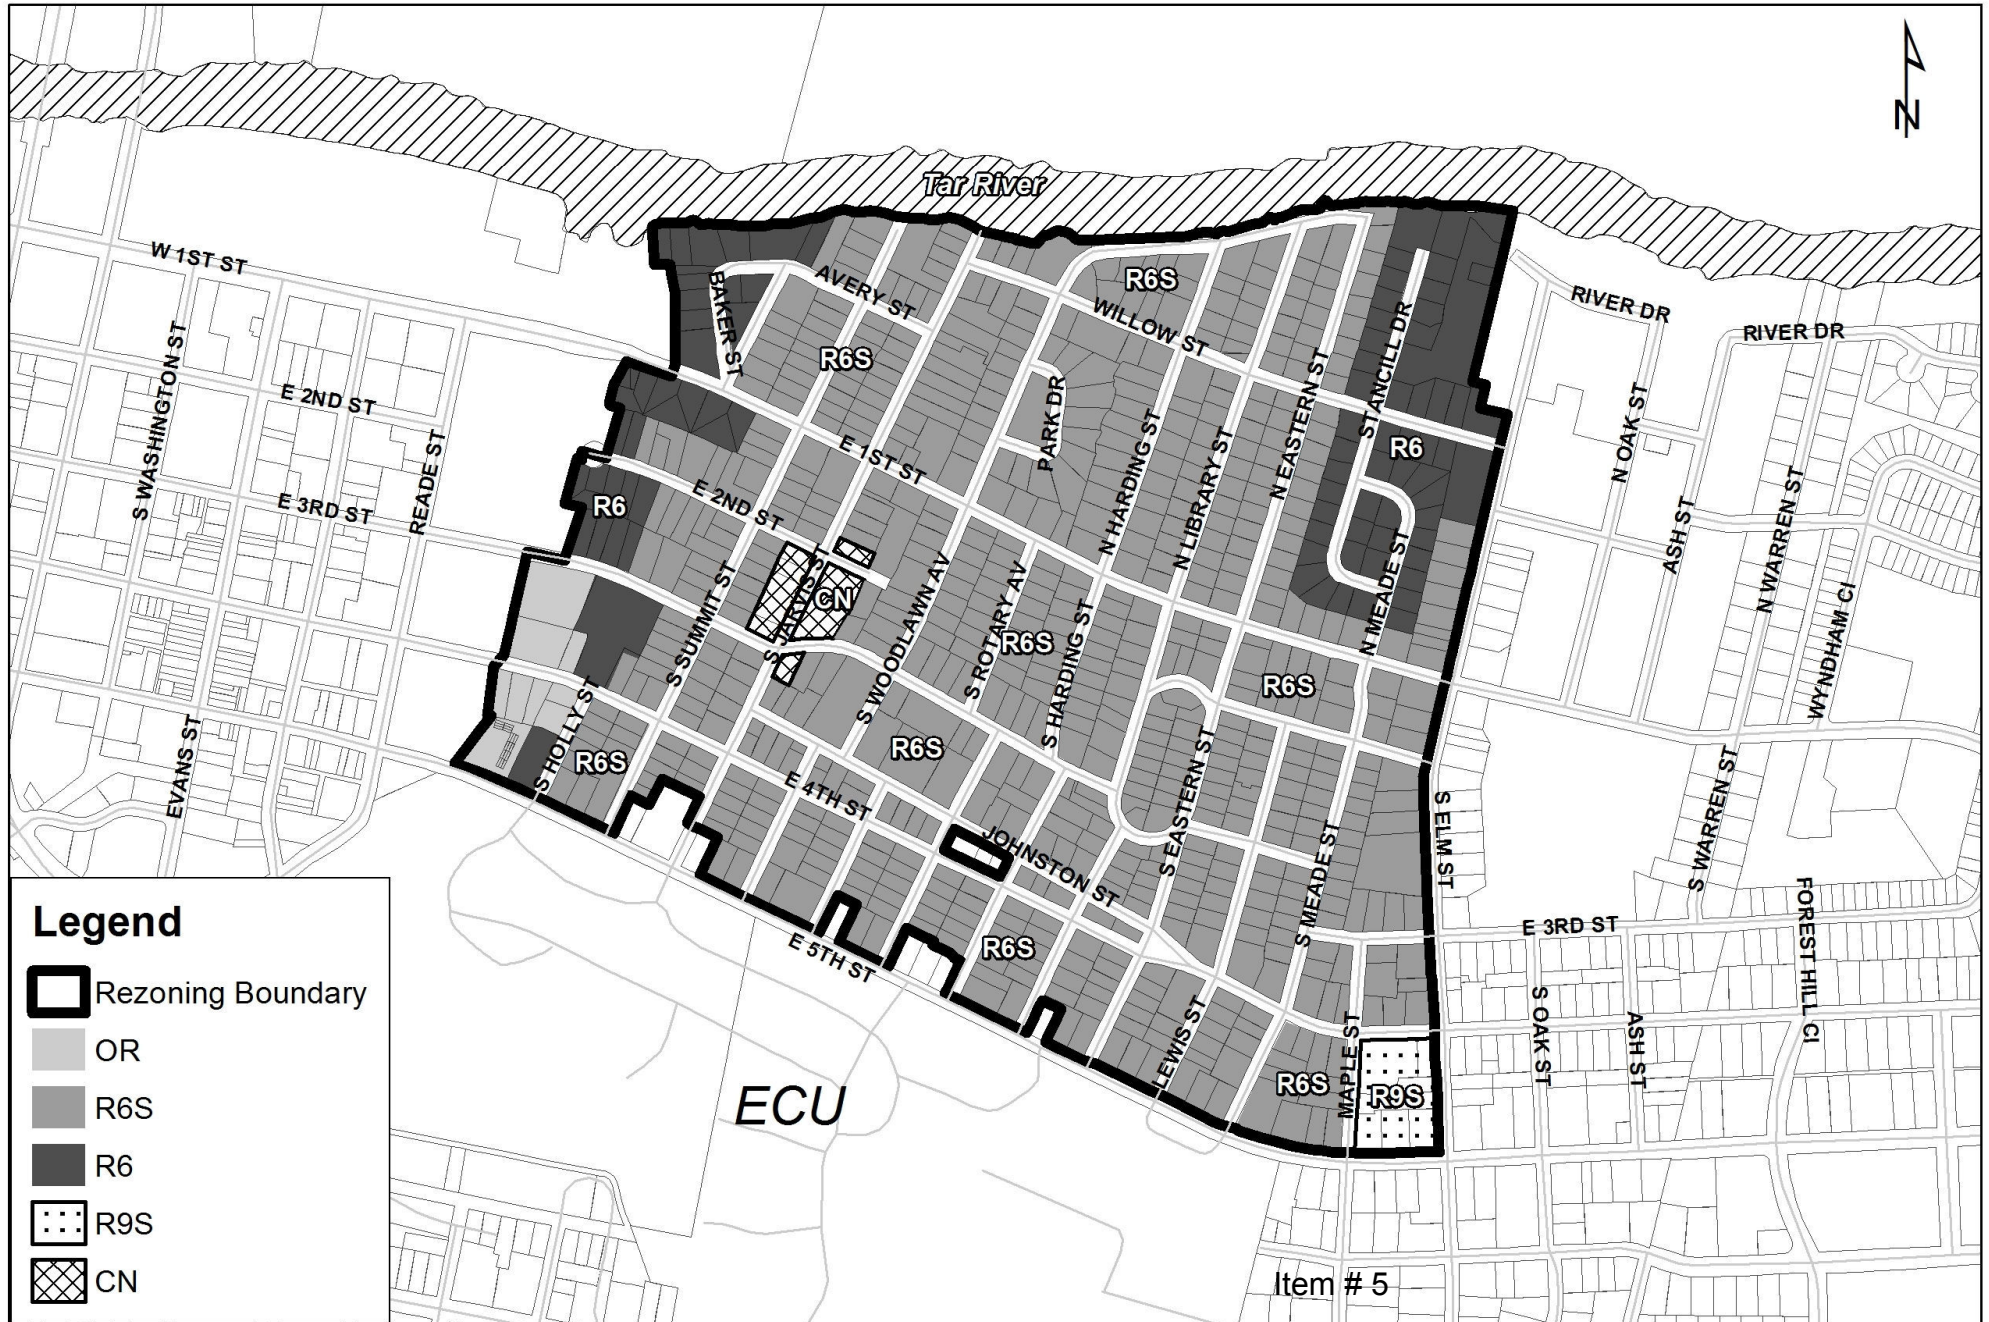 N
Tar River
W 1ST ST
BAKER ST
AVERY ST
R6S
WILLOW ST
RIVER DR
RIVER DR
R6S
S WASHINGTON ST
E 2ND ST
READE ST
E 3RD ST
PARK DR
STANCILL DR
N EASTERN ST
R6
N OAK ST
E 1ST ST
N HARDING ST
N LIBRARY ST
E 2ND ST
R6
ASH ST
N WARREN ST
CN
S JARVIS ST
S SUMMIT ST
S WOODLAWN AV
S ROTARY AV
R6S
S HARDING ST
N MEADE ST
WYNDHAM CI
R6S
EVANS ST
S HOLLY ST
R6S
R6S
E 4TH ST
JOHNSTON ST
S EASTERN ST
S MEADE ST
S ELM ST
S WARREN ST
E 5TH ST
R6S
E 3RD ST
FOREST HILL CI
LEWIS ST
MAPLE ST
R6S
R9S
S OAK ST
ASH ST
ECU
Item # 5
Legend
Rezoning Boundary
OR
R6S
R6
R9S
CN